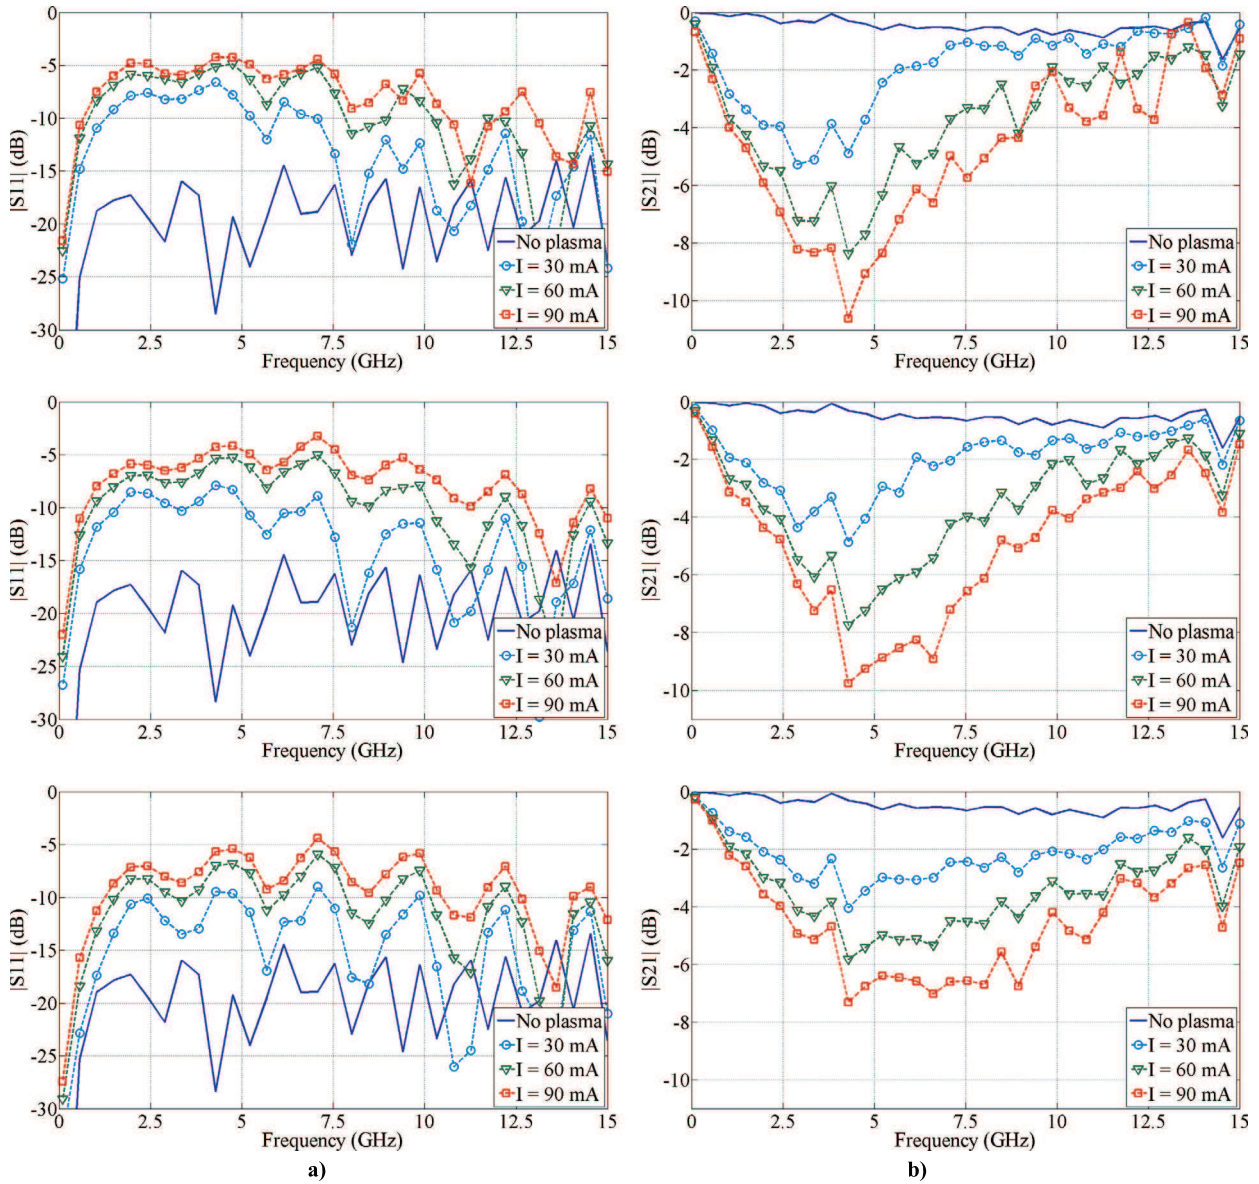 0
-5
-10
-15
-20
-25
-30
|S11| (dB)
No plasma
I = 30 mA
I = 60 mA
I = 90 mA
0 2.5 5 7.5 10 12.5 15
Frequency (GHz)
0
-2
-4
-6
-8
-10
|S21| (dB)
No plasma
I = 30 mA
I = 60 mA
I = 90 mA
0 2.5 5 7.5 10 12.5 15
Frequency (GHz)
0
-5
-10
-15
-20
-25
-30
|S11| (dB)
No plasma
I = 30 mA
I = 60 mA
I = 90 mA
0 2.5 5 7.5 10 12.5 15
Frequency (GHz)
0
-2
-4
-6
-8
-10
|S21| (dB)
No plasma
I = 30 mA
I = 60 mA
I = 90 mA
0 2.5 5 7.5 10 12.5 15
Frequency (GHz)
0
-5
-10
-15
-20
-25
-30
|S11| (dB)
No plasma
I = 30 mA
I = 60 mA
I = 90 mA
0 2.5 5 7.5 10 12.5 15
Frequency (GHz)
0
-2
-4
-6
-8
-10
|S21| (dB)
No plasma
I = 30 mA
I = 60 mA
I = 90 mA
0 2.5 5 7.5 10 12.5 15
Frequency (GHz)
a)
b)